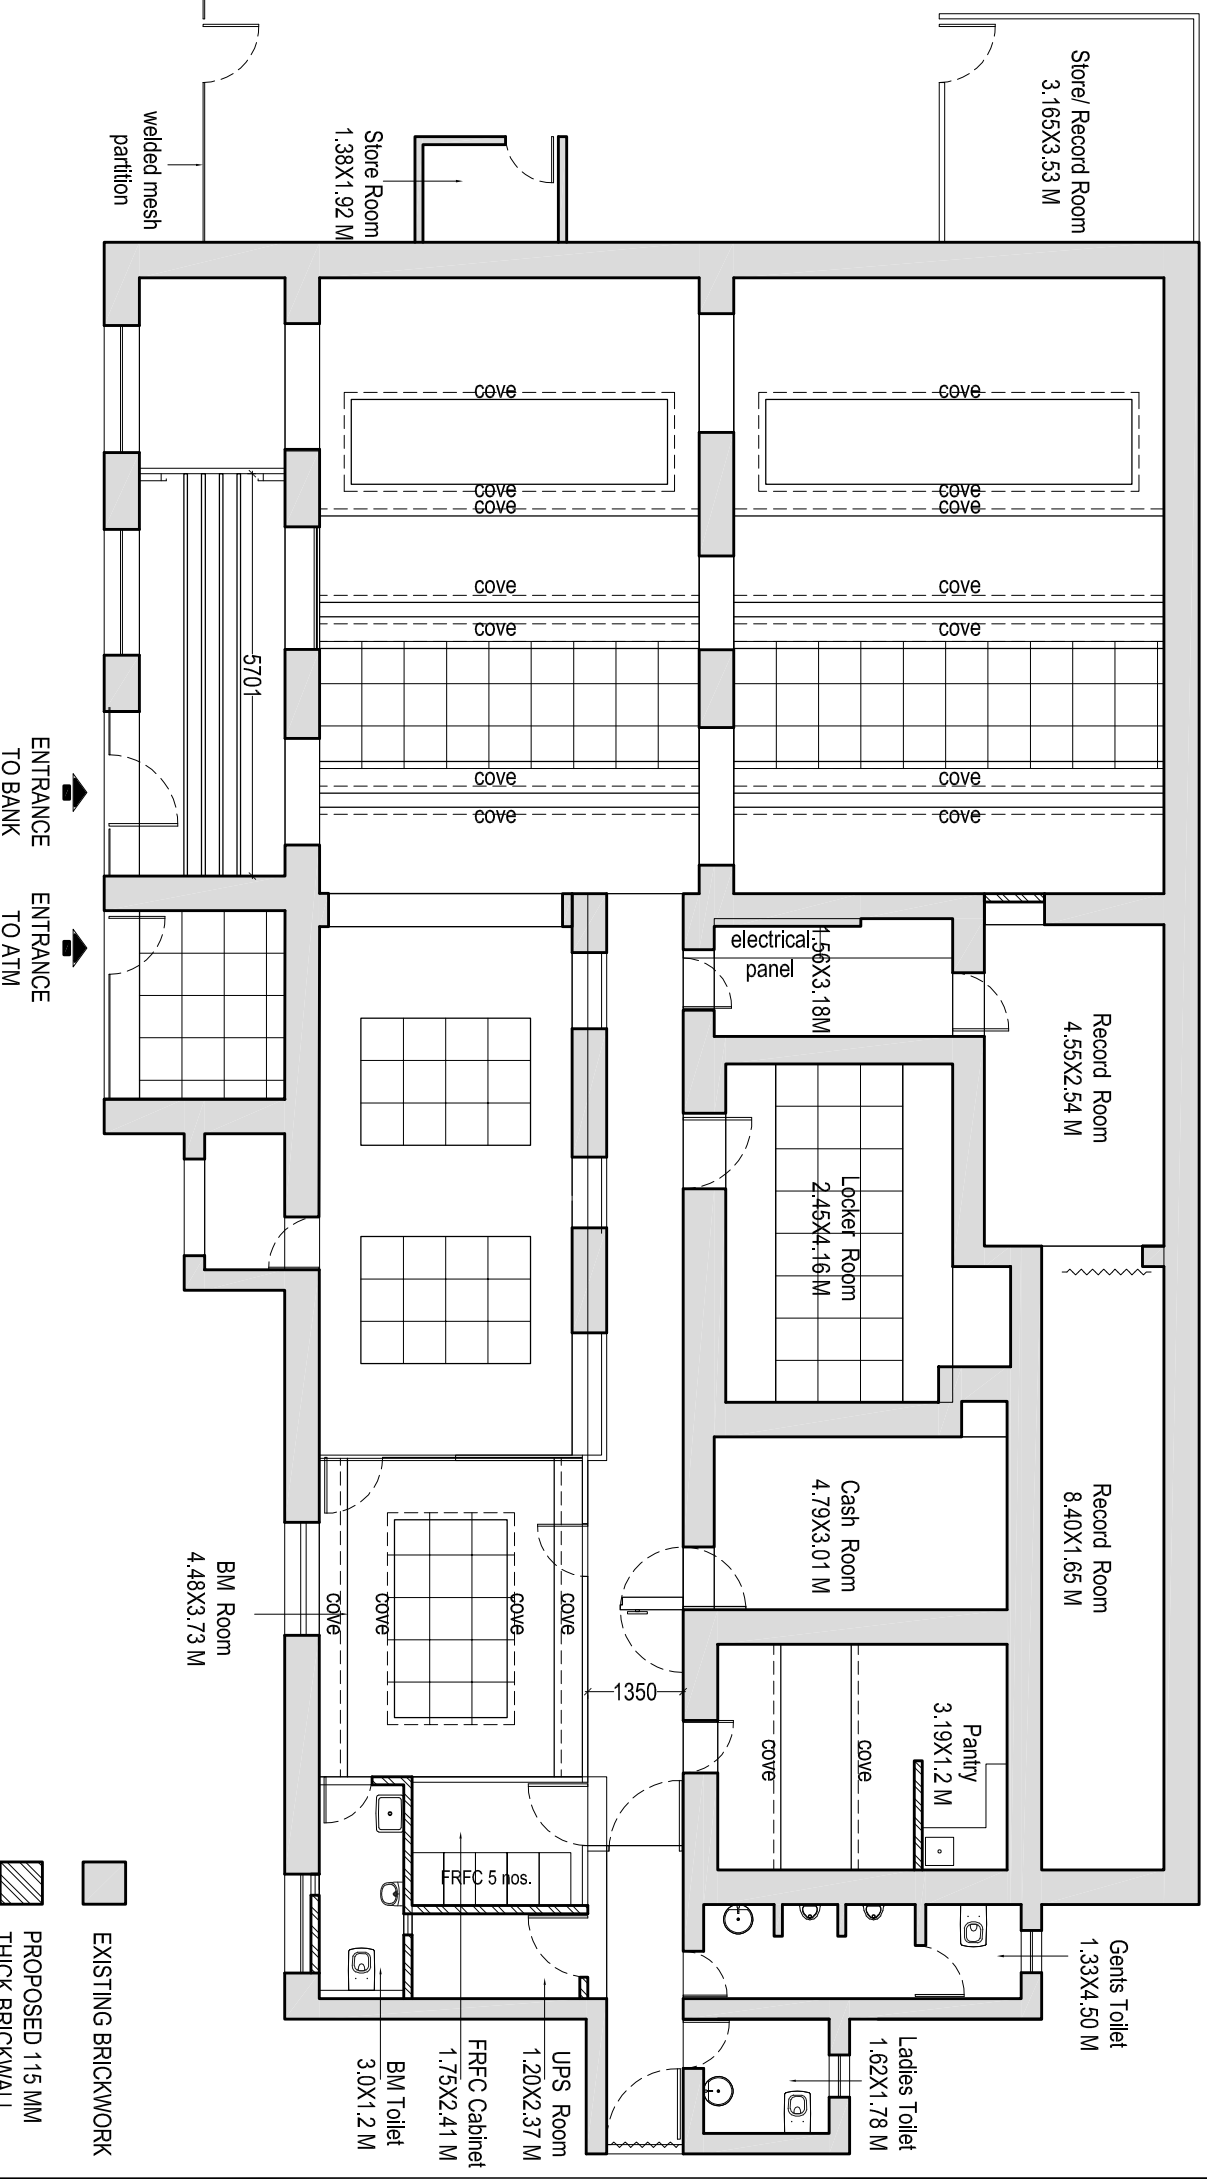 Store/ Record Room
3.165X3.53 M
Store Room
1.38X1.92 M
welded mesh
partition
cove
cove
cove
cove
cove
cove
cove
cove
cove
cove
cove
cove
cove
cove
5701
ENTRANCE
TO BANK
ENTRANCE
TO ATM
electrical
panel
1.56X3.18M
Record Room
4.55X2.54 M
Locker Room
2.45X4.16 M
Record Room
8.40X1.65 M
Cash Room
4.79X3.01 M
BM Room
4.48X3.73 M
cove
cove
cove
cove
1350
Pantry
3.19X1.2 M
cove
cove
FRFC 5 nos.
Gents Toilet
1.33X4.50 M
Ladies Toilet
1.62X1.78 M
UPS Room
1.20X2.37 M
FRFC Cabinet
1.75X2.41 M
BM Toilet
3.0X1.2 M
EXISTING BRICKWORK
PROPOSED 115 MM
THICK BRICKWALL